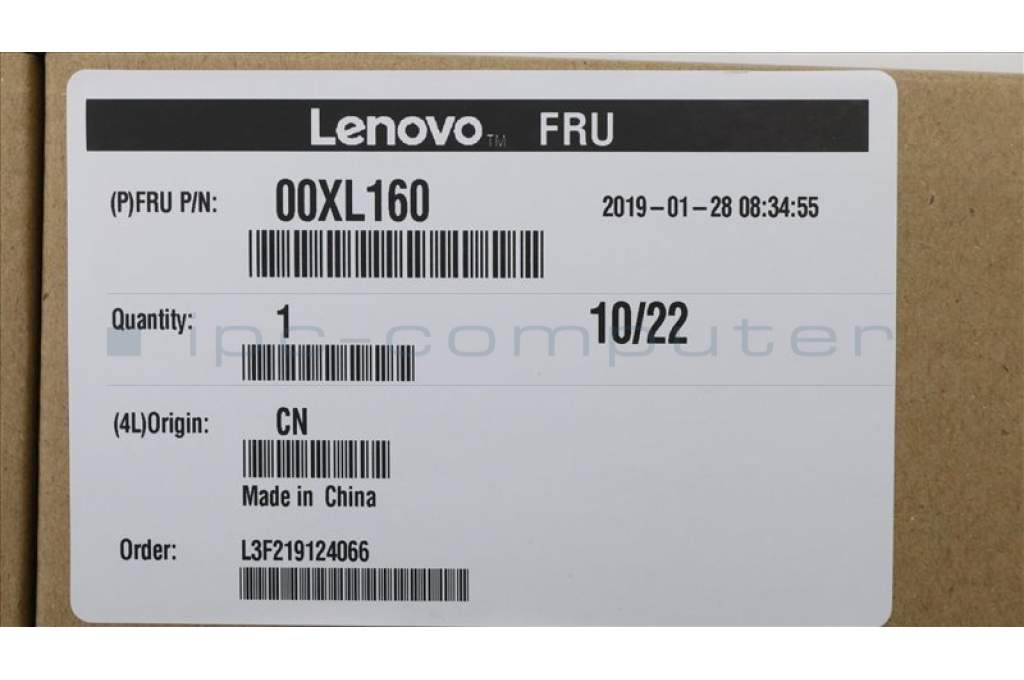 Lenovo™ FRU
(P)FRU P/N: 00XL160 2019-01-28 08:34:55
Quantity: 1 10/22
ipc-computer
(4L)Origin: CN
Made in China
Order: L3F219124066